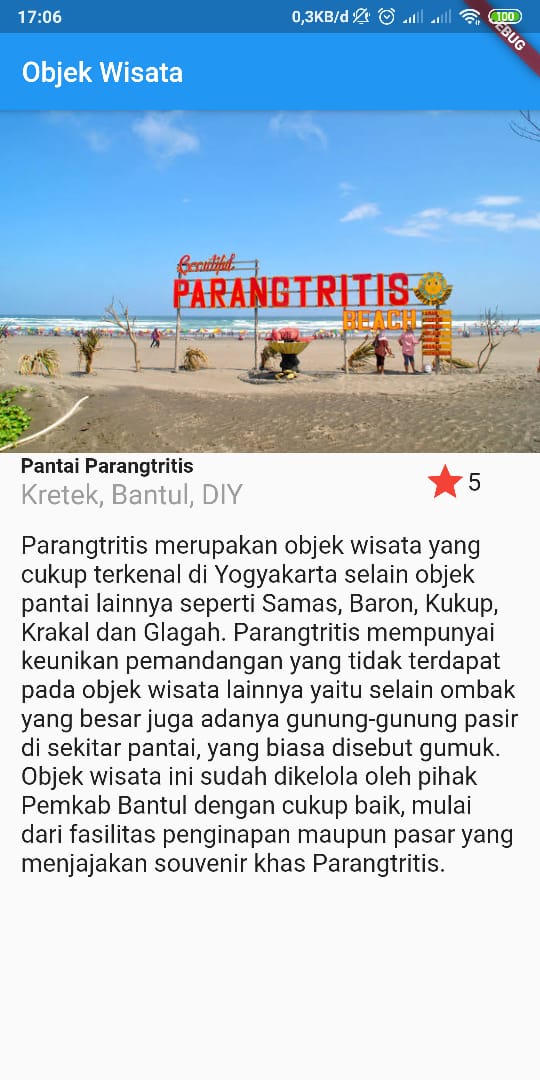 17:06
0,3KB/d
100
DEBUG
Objek Wisata
Beautiful
PARANGTRITIS
BEACH
Pantai Parangtritis
Kretek, Bantul, DIY
5
Parangtritis merupakan objek wisata yang
cukup terkenal di Yogyakarta selain objek
pantai lainnya seperti Samas, Baron, Kukup,
Krakal dan Glagah. Parangtritis mempunyai
keunikan pemandangan yang tidak terdapat
pada objek wisata lainnya yaitu selain ombak
yang besar juga adanya gunung-gunung pasir
di sekitar pantai, yang biasa disebut gumuk.
Objek wisata ini sudah dikelola oleh pihak
Pemkab Bantul dengan cukup baik, mulai
dari fasilitas penginapan maupun pasar yang
menjajakan souvenir khas Parangtritis.